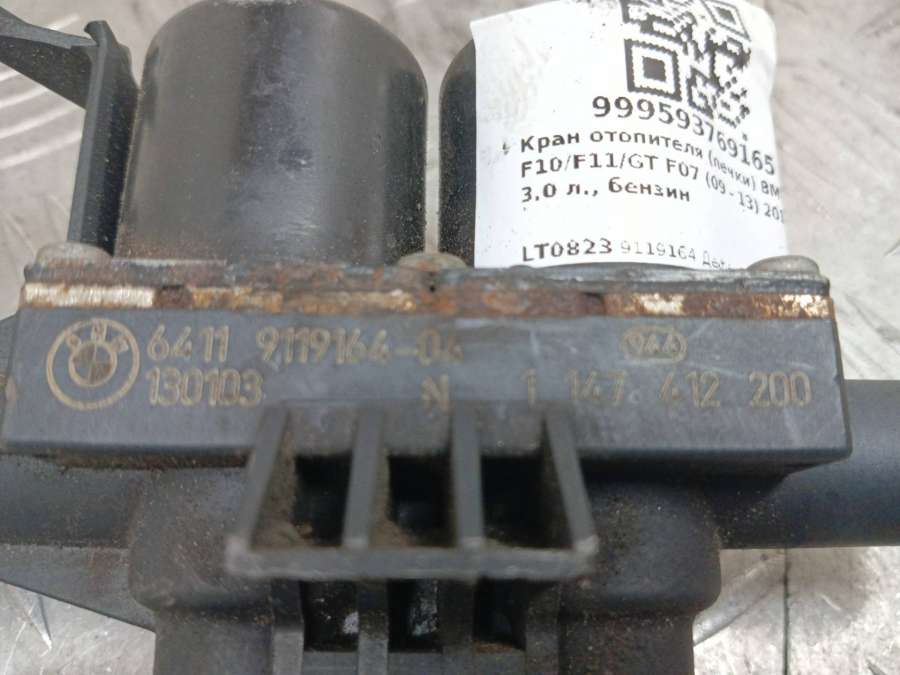 999593769165
Кран отопителя (печки) BM
F10/F11/GT F07 (09 - 13) 201
3,0 л., бензин
LT0823 9119164
6411 9119164-04
130103 N 1 147 412 200